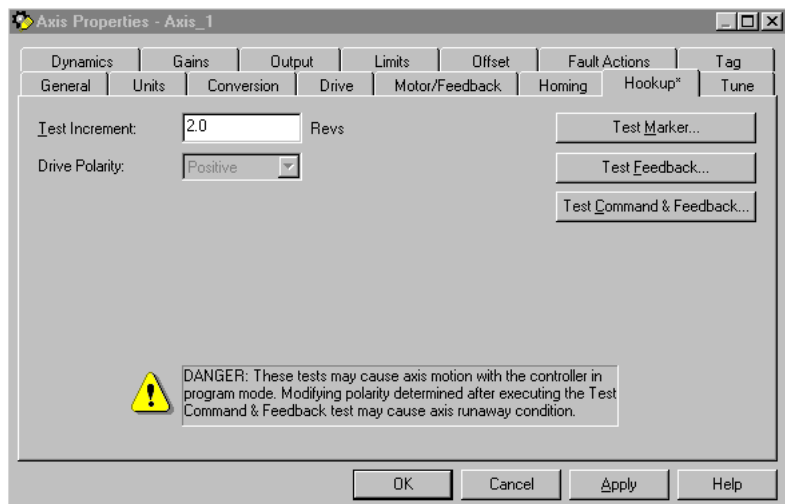 Axis Properties - Axis_1
Dynamics Gains Output Limits Offset Fault Actions Tag
General Units Conversion Drive Motor/Feedback Homing Hookup* Tune
Test Increment: 2.0 Revs Test Marker...
Drive Polarity: Positive Test Feedback...
Test Command & Feedback...
DANGER: These tests may cause axis motion with the controller in
program mode. Modifying polarity determined after executing the Test
Command & Feedback test may cause axis runaway condition.
OK Cancel Apply Help